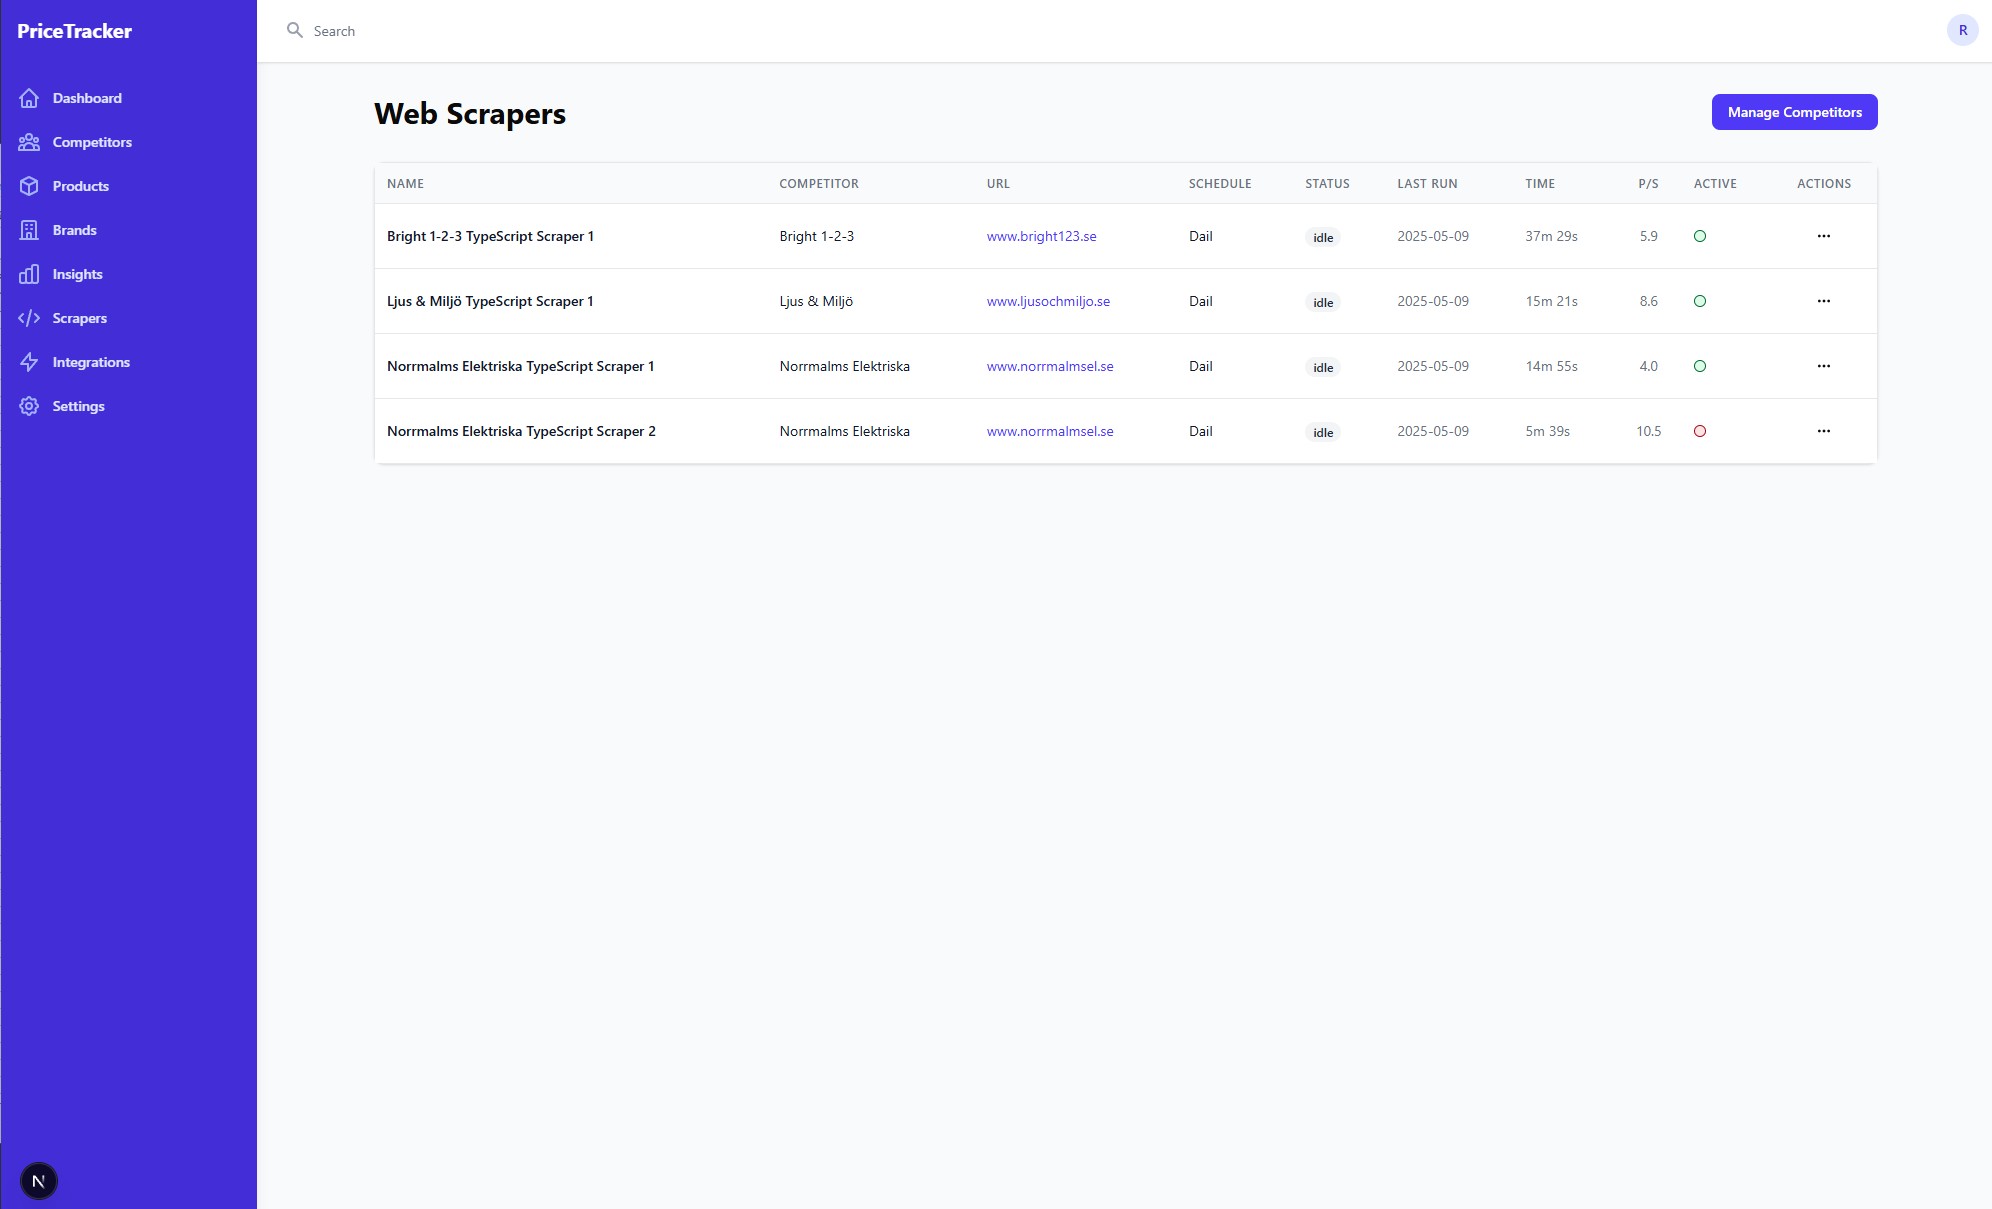 PriceTracker
Search
R
Dashboard
Competitors
Products
Brands
Insights
Scrapers
Integrations
Settings
N
Web Scrapers
Manage Competitors
NAME COMPETITOR URL SCHEDULE STATUS LAST RUN TIME P/S ACTIVE ACTIONS
Bright 1-2-3 TypeScript Scraper 1 Bright 1-2-3 www.bright123.se Dail idle 2025-05-09 37m 29s 5.9 ···
Ljus & Miljö TypeScript Scraper 1 Ljus & Miljö www.ljusochmiljo.se Dail idle 2025-05-09 15m 21s 8.6 ···
Norrmalms Elektriska TypeScript Scraper 1 Norrmalms Elektriska www.norrmalmsel.se Dail idle 2025-05-09 14m 55s 4.0 ···
Norrmalms Elektriska TypeScript Scraper 2 Norrmalms Elektriska www.norrmalmsel.se Dail idle 2025-05-09 5m 39s 10.5 ···